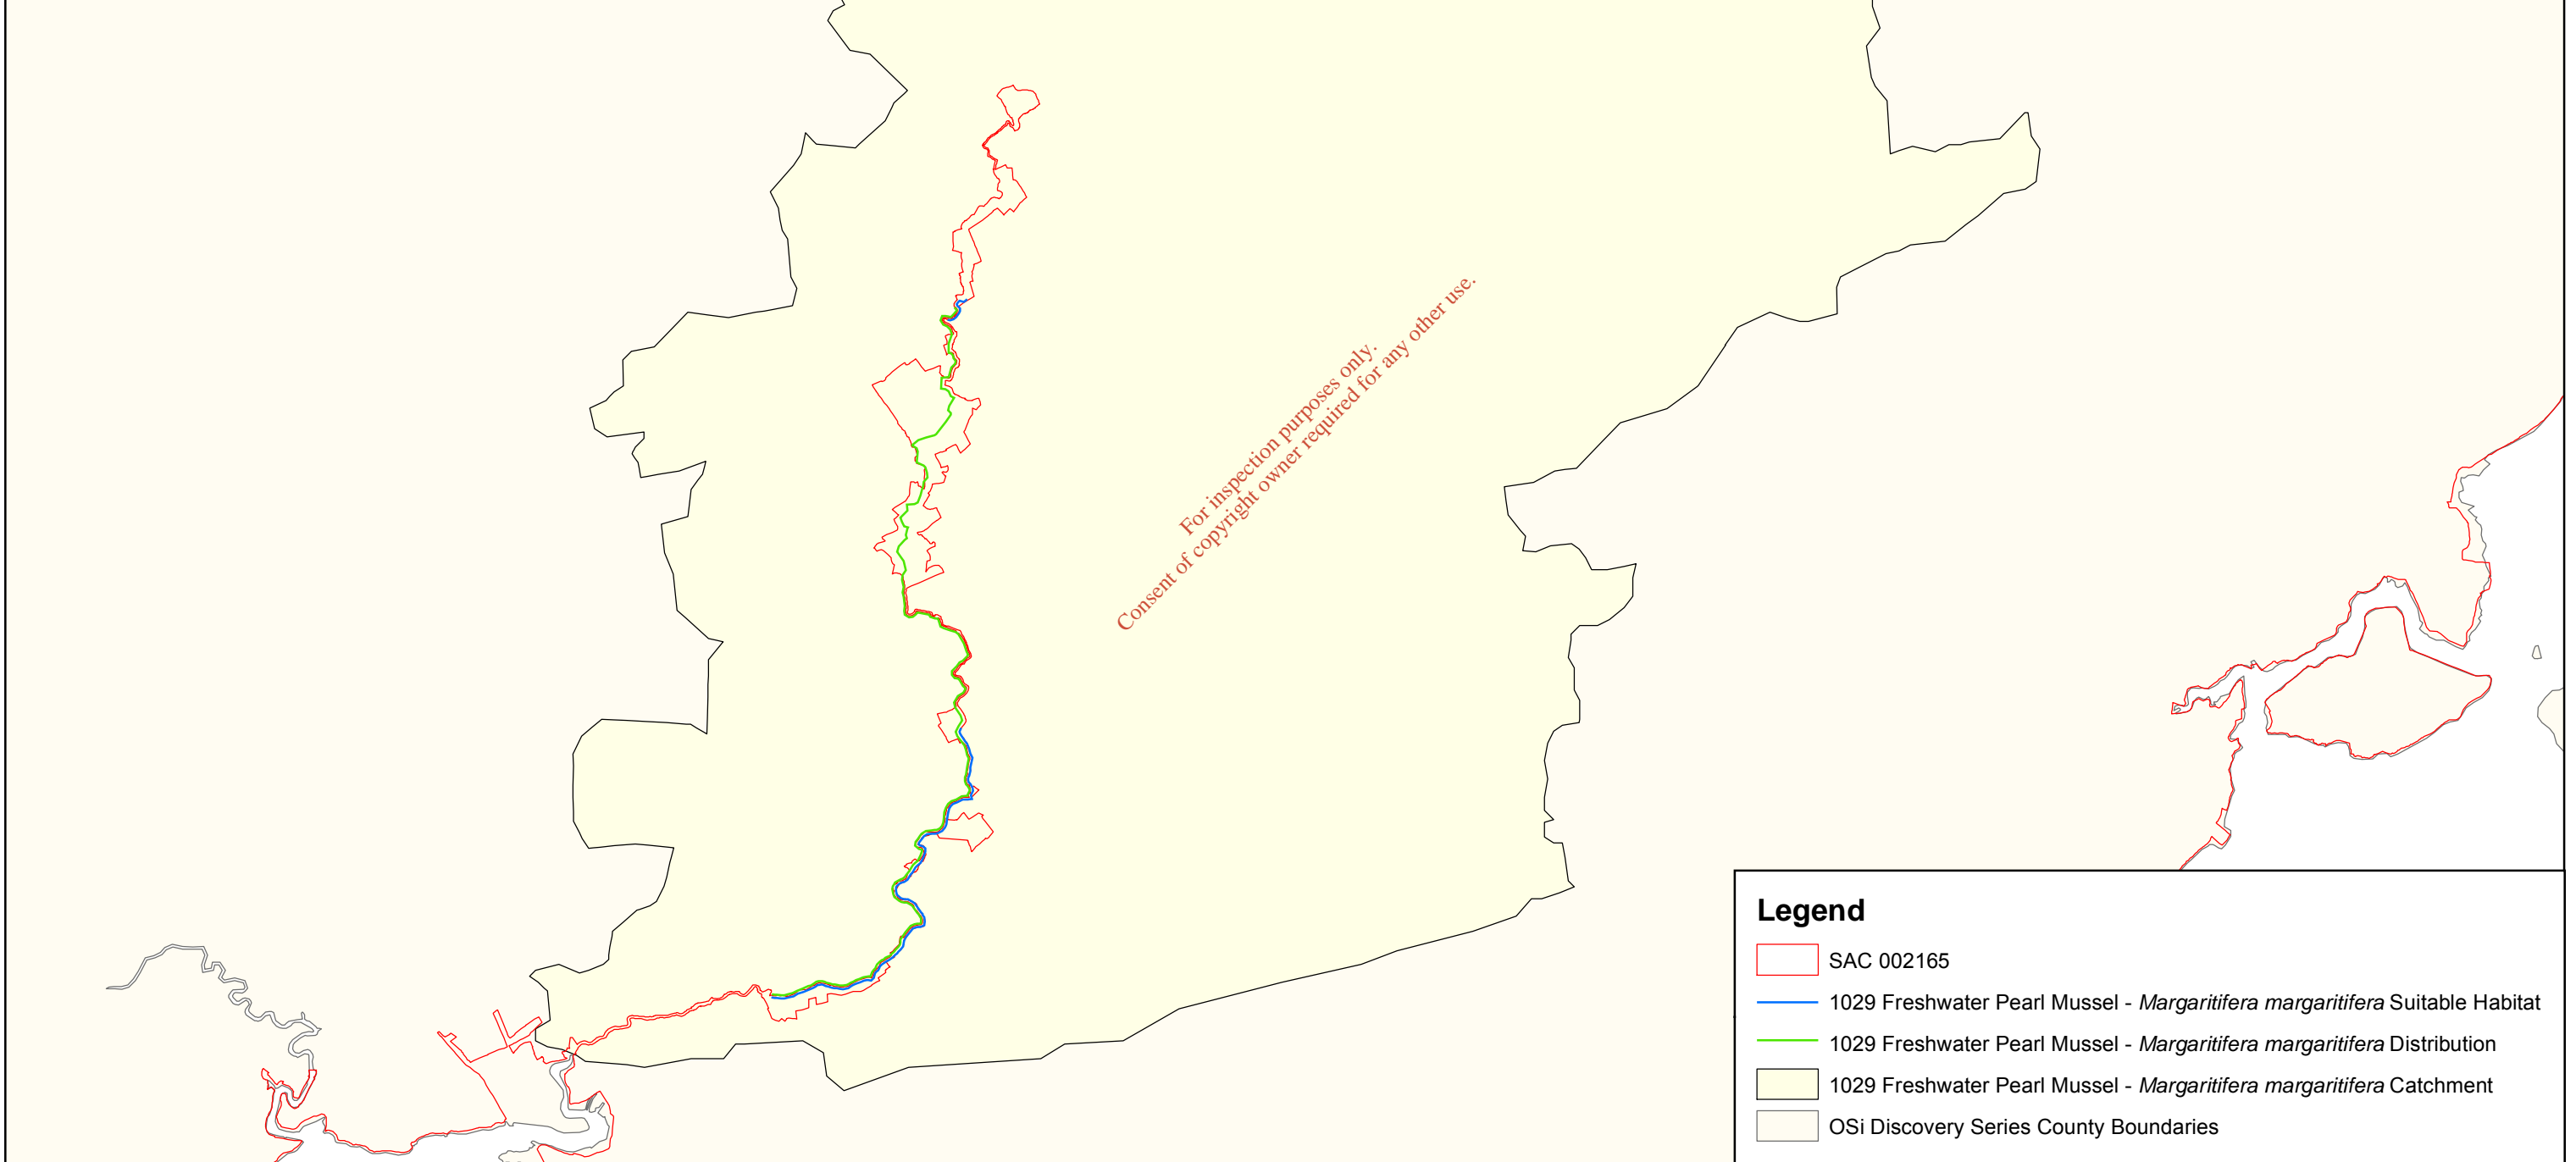 For inspection purposes only.
Consent of copyright owner required for any other use.
Legend
SAC 002165
1029 Freshwater Pearl Mussel - Margaritifera margaritifera Suitable Habitat
1029 Freshwater Pearl Mussel - Margaritifera margaritifera Distribution
1029 Freshwater Pearl Mussel - Margaritifera margaritifera Catchment
OSi Discovery Series County Boundaries